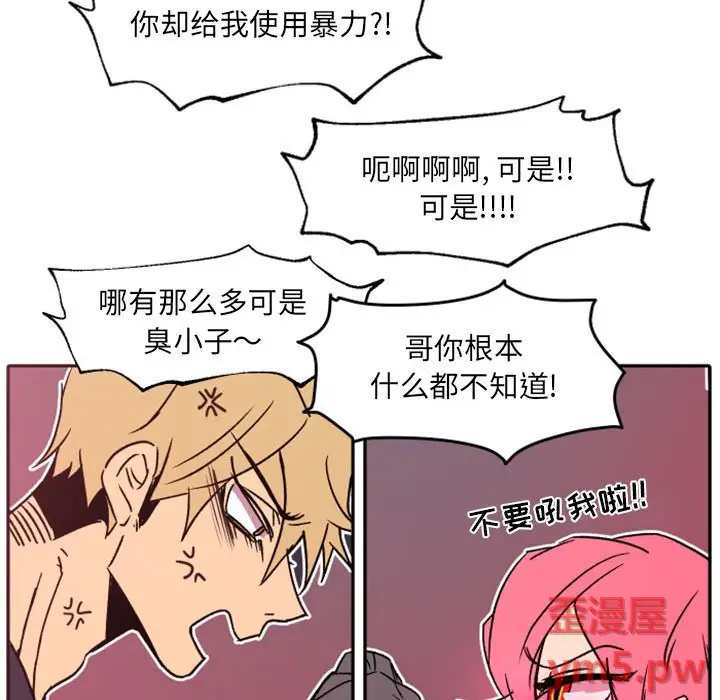 你却给我使用暴力?!
呃啊啊啊, 可是!!
可是!!!!
哪有那么多可是
臭小子～
哥你根本
什么都不知道!
不要吼我啦!!
歪漫屋
ym5.pw